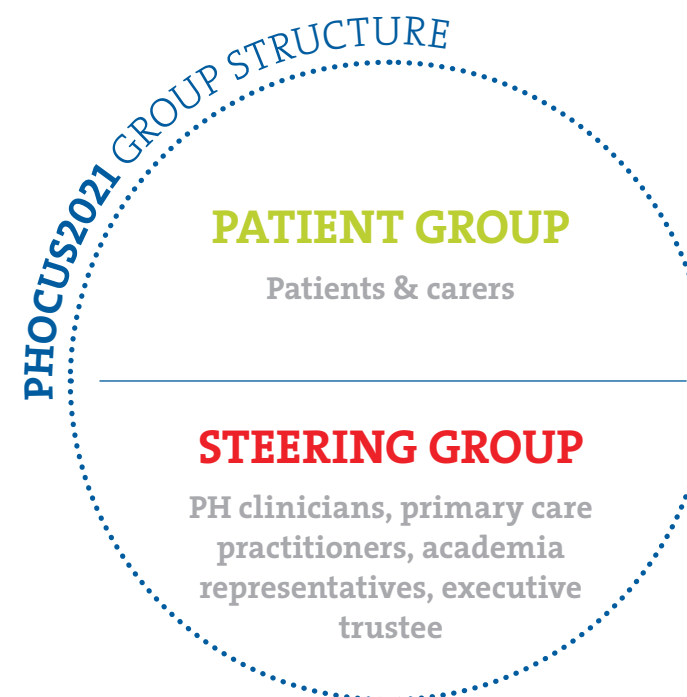 PHOCUS2021 GROUP STRUCTURE
PATIENT GROUP
Patients & carers
STEERING GROUP
PH clinicians, primary care
practitioners, academia
representatives, executive
trustee